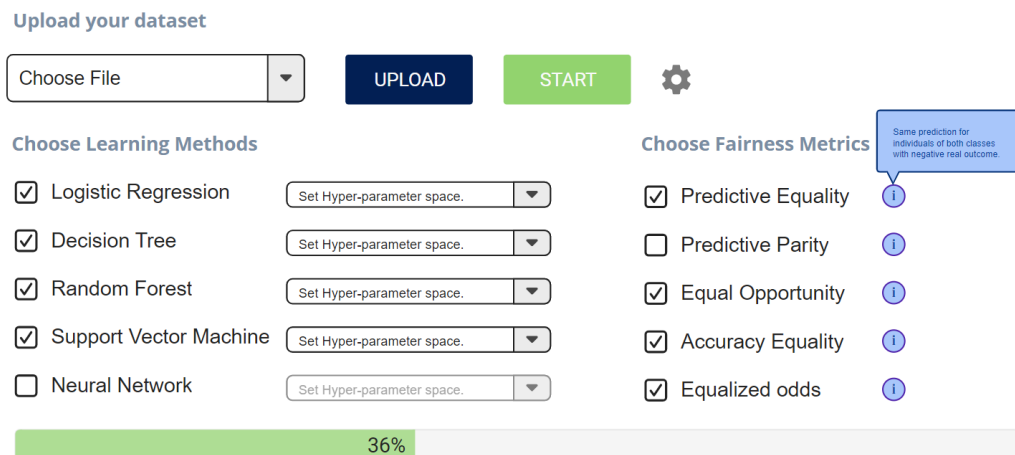 Upload your dataset
Choose File
UPLOAD
START
Choose Learning Methods
Choose Fairness Metrics
Same prediction for
individuals of both classes
with negative real outcome.
Logistic Regression
Set Hyper-parameter space.
Predictive Equality
i
Decision Tree
Set Hyper-parameter space.
Predictive Parity
i
Random Forest
Set Hyper-parameter space.
Equal Opportunity
i
Support Vector Machine
Set Hyper-parameter space.
Accuracy Equality
i
Neural Network
Set Hyper-parameter space.
Equalized odds
i
36%